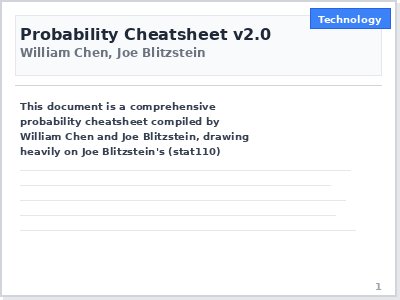 Technology
Probability Cheatsheet v2.0
William Chen, Joe Blitzstein
This document is a comprehensive
probability cheatsheet compiled by
William Chen and Joe Blitzstein, drawing
heavily on Joe Blitzstein's (stat110)
1